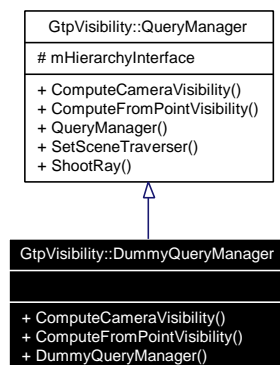 GtpVisibility::QueryManager
# mHierarchyInterface
+ ComputeCameraVisibility()
+ ComputeFromPointVisibility()
+ QueryManager()
+ SetSceneTraverser()
+ ShootRay()
GtpVisibility::DummyQueryManager
+ ComputeCameraVisibility()
+ ComputeFromPointVisibility()
+ DummyQueryManager()